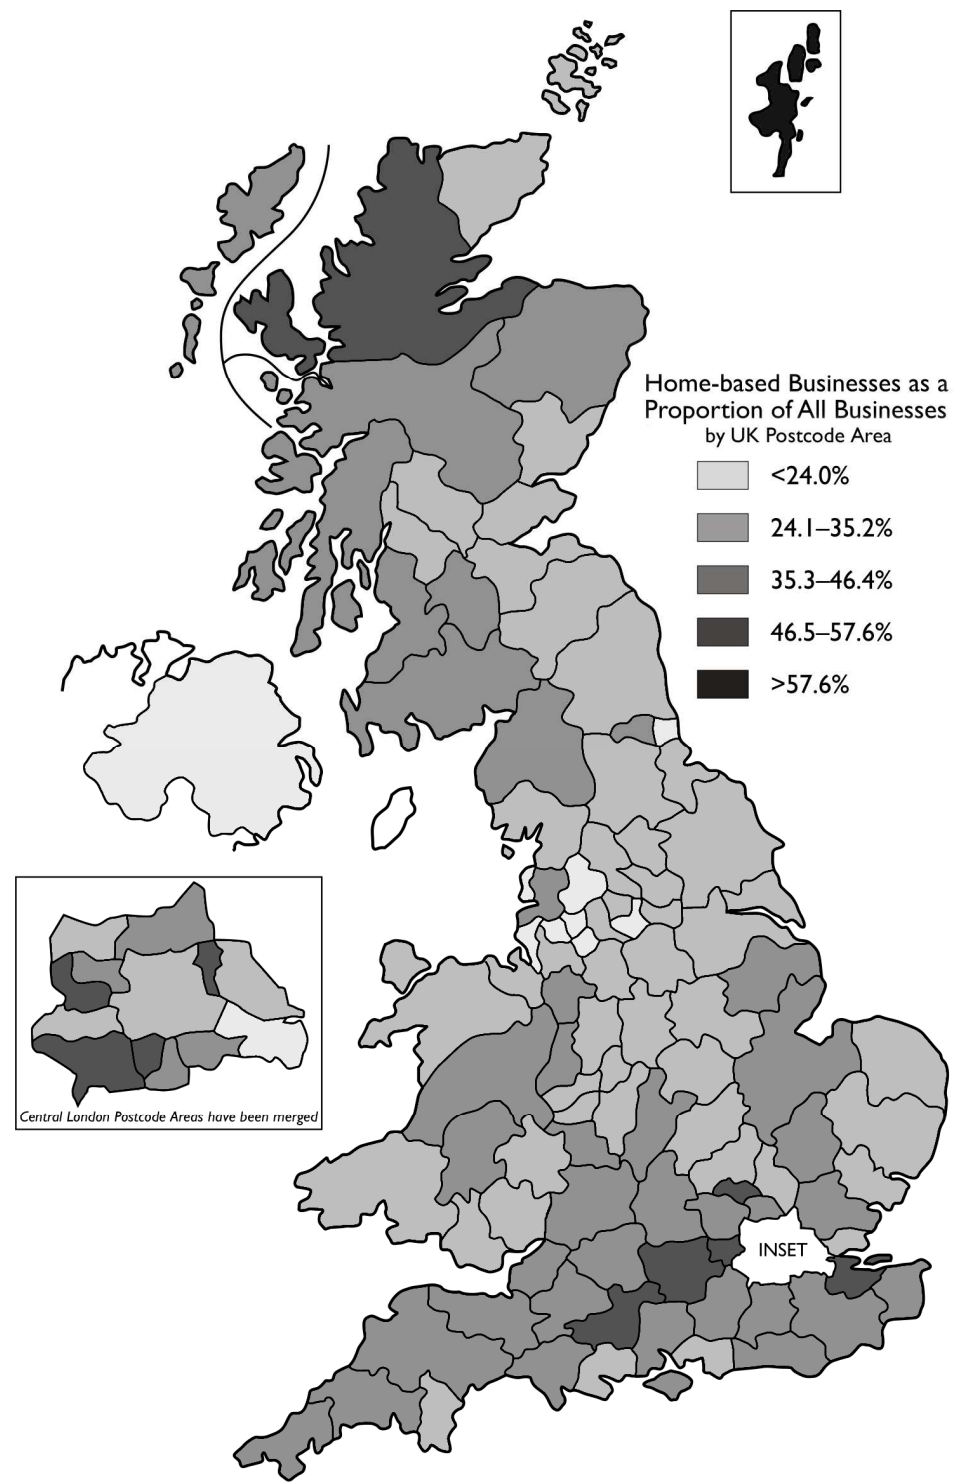 Home-based Businesses as a
Proportion of All Businesses
by UK Postcode Area
<24.0%
24.1–35.2%
35.3–46.4%
46.5–57.6%
>57.6%
Central London Postcode Areas have been merged
INSET